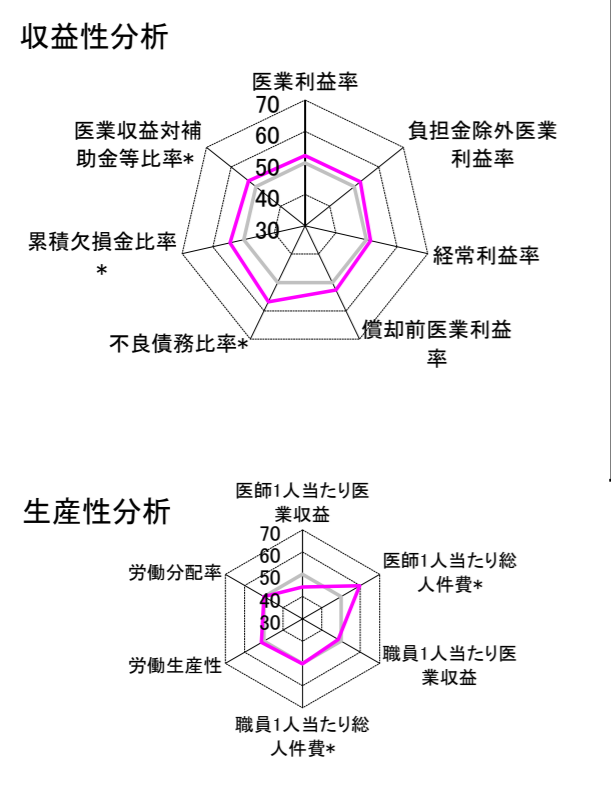 収益性分析
医業利益率
70
60
50
40
30
負担金除外医業
利益率
経常利益率
償却前医業利益
率
不良債務比率*
累積欠損金比率
*
医業収益対補
助金等比率*
生産性分析
医師1人当たり医
業収益
70
60
50
40
30
医師1人当たり総
人件費*
職員1人当たり医
業収益
職員1人当たり総
人件費*
労働生産性
労働分配率